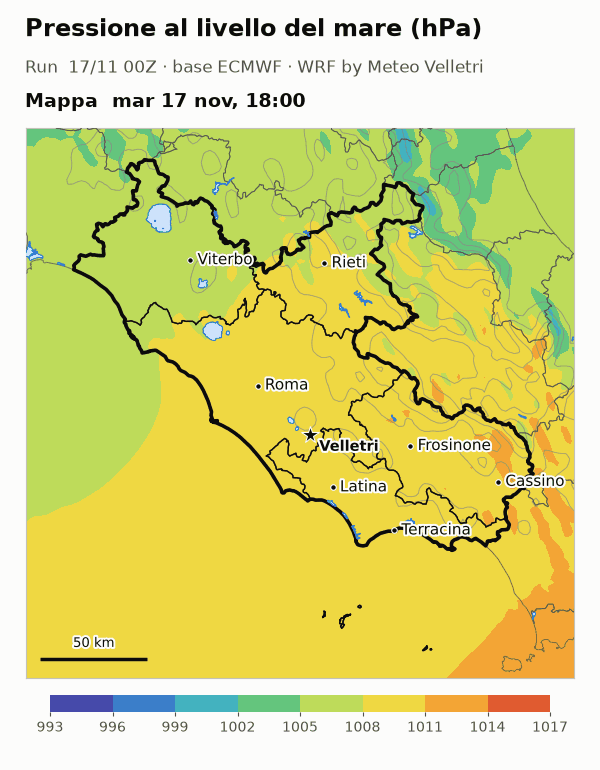 Pressione al livello del mare (hPa)
Run  17/11 00Z · base ECMWF · WRF by Meteo Velletri
Mappa  mar 17 nov, 18:00
Viterbo
Rieti
Roma
Velletri
Frosinone
Cassino
Latina
Terracina
50 km
993 996 999 1002 1005 1008 1011 1014 1017